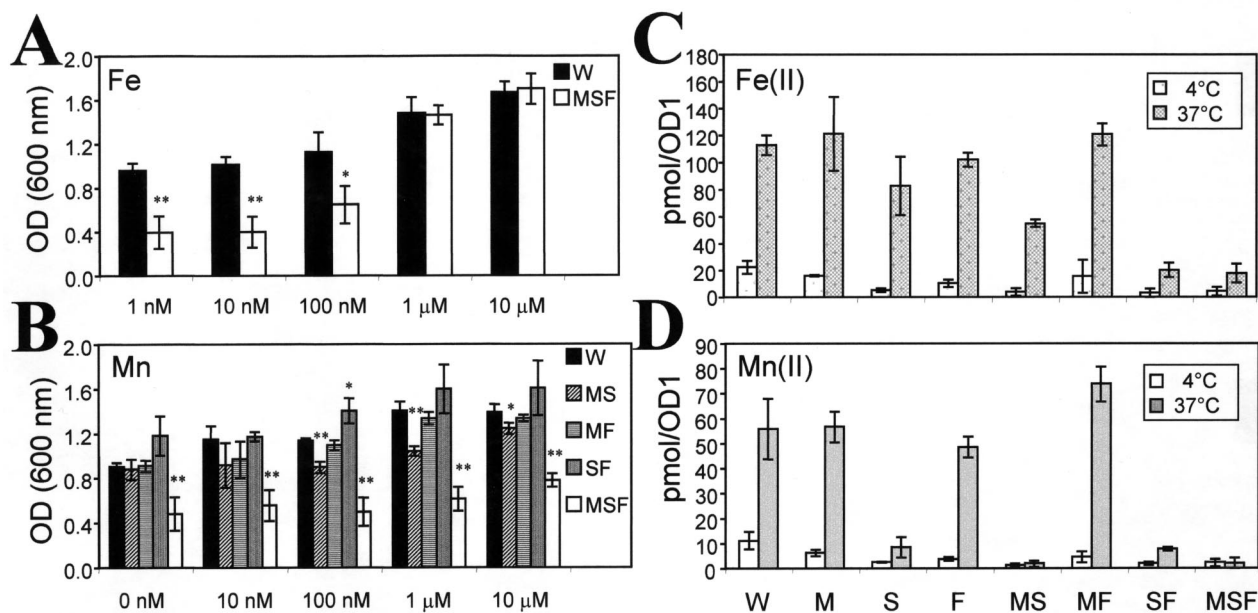 A
Fe
W
MSF
OD (600 nm)
2.0
1.6
1.2
0.8
0.4
0.0
1 nM 10 nM 100 nM 1 µM 10 µM
** ** *
B
Mn
W
MS
MF
SF
MSF
OD (600 nm)
2.0
1.6
1.2
0.8
0.4
0.0
0 nM 10 nM 100 nM 1 µM 10 µM
** ** ** * ** ** ** * **
C
Fe(II)
4°C
37°C
pmol/OD1
180
160
140
120
100
80
60
40
20
0
D
Mn(II)
4°C
37°C
pmol/OD1
90
80
70
60
50
40
30
20
10
0
W M S F MS MF SF MSF